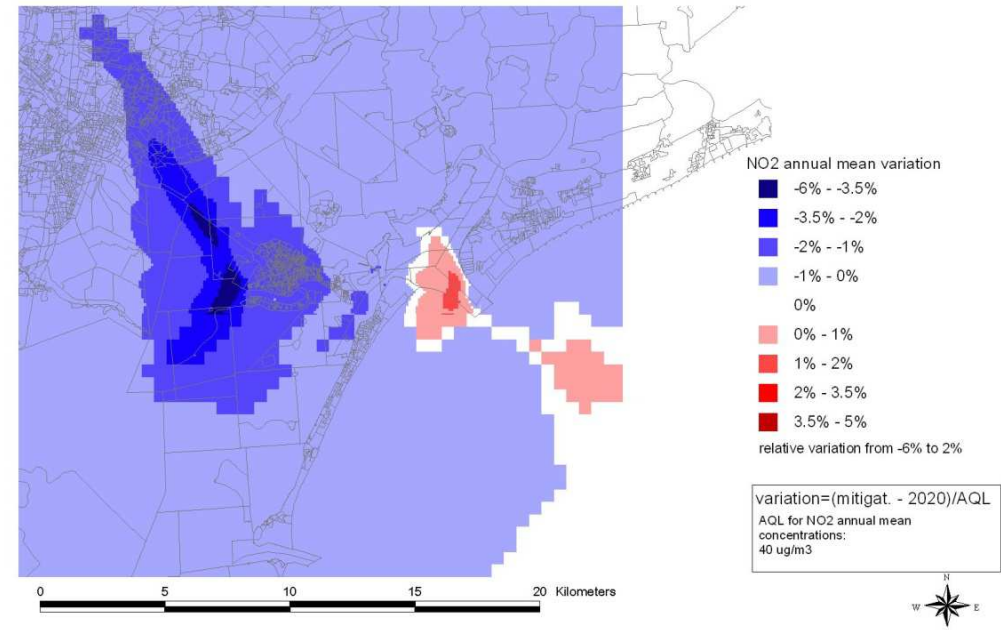 NO2 annual mean variation
-6% - -3.5%
-3.5% - -2%
-2% - -1%
-1% - 0%
0%
0% - 1%
1% - 2%
2% - 3.5%
3.5% - 5%
relative variation from -6% to 2%
variation=(mitigat. - 2020)/AQL
AQL for NO2 annual mean
concentrations:
40 ug/m3
0 5 10 15 20 Kilometers
N
W E
S